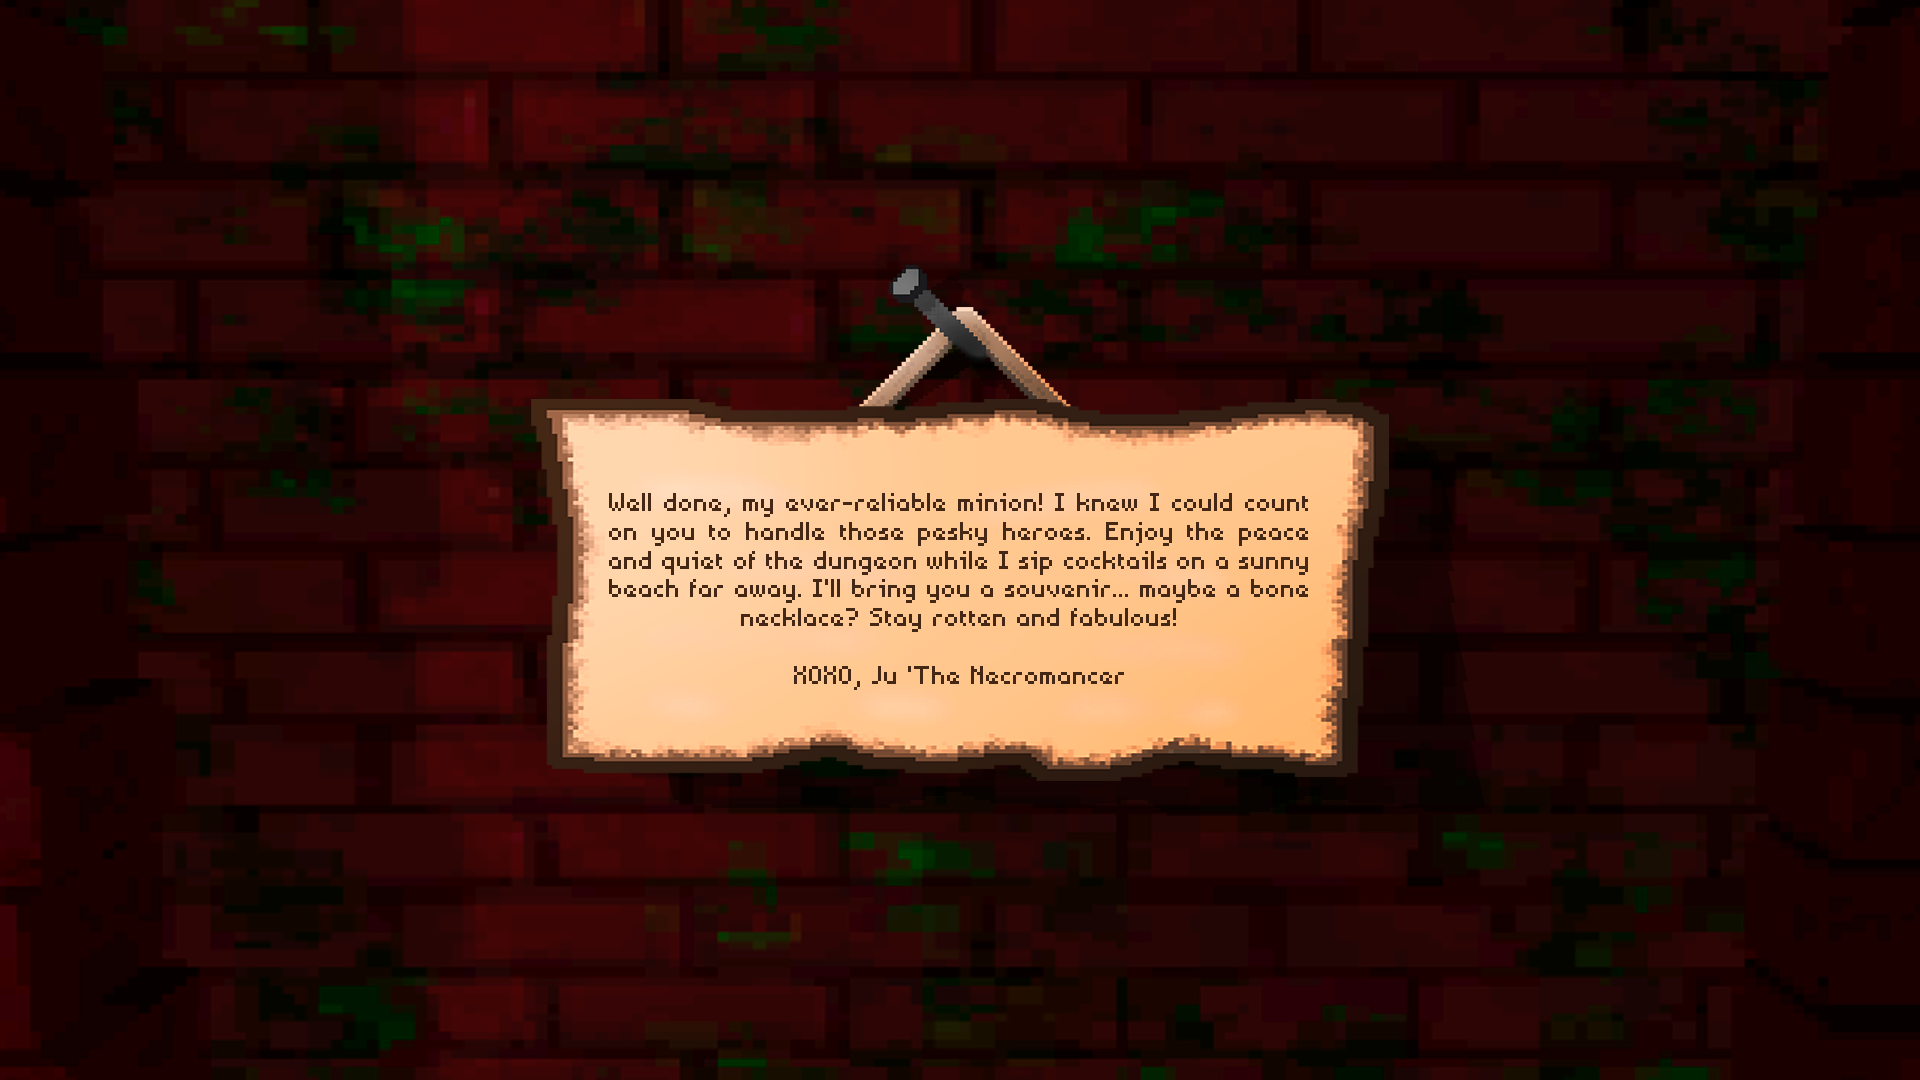 Well done, my ever-reliable minion! I knew I could count
on you to handle those pesky heroes. Enjoy the peace
and quiet of the dungeon while I sip cocktails on a sunny
beach far away. I'll bring you a souvenir... maybe a bone
necklace? Stay rotten and fabulous!
XOXO, Ju 'The Necromancer